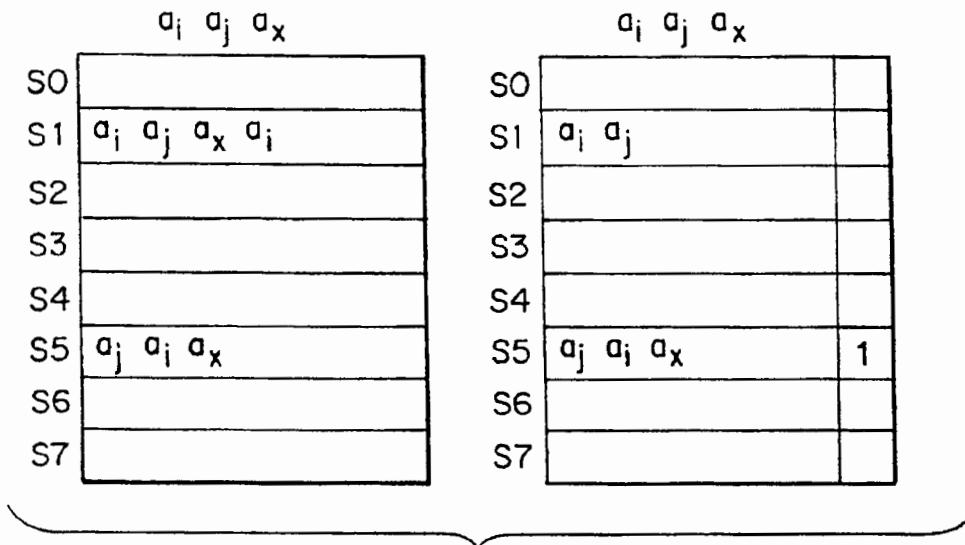 a_i a_j a_x
S0
S1 a_i a_j a_x a_i
S2
S3
S4
S5 a_j a_i a_x
S6
S7
a_i a_j a_x
S0
S1 a_i a_j
S2
S3
S4
S5 a_j a_i a_x 1
S6
S7